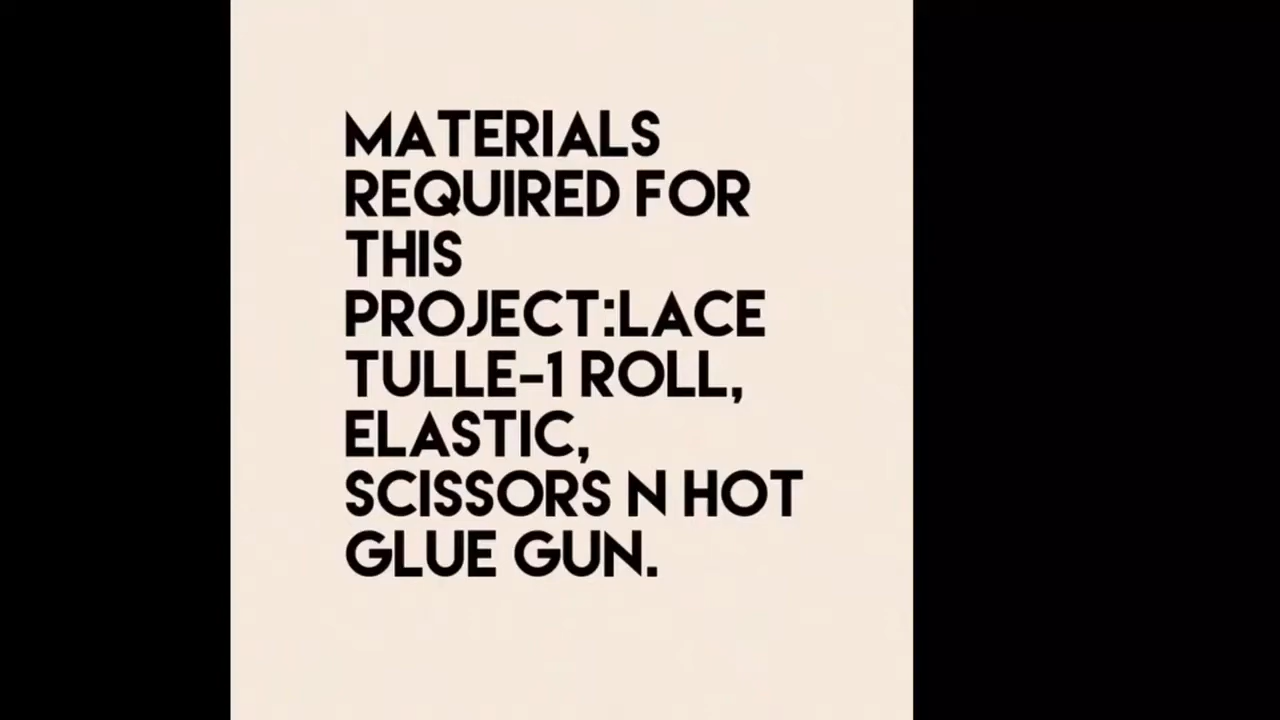 MATERIALS
REQUIRED FOR
THIS
PROJECT:LACE
TULLE-1 ROLL,
ELASTIC,
SCISSORS N HOT
GLUE GUN.